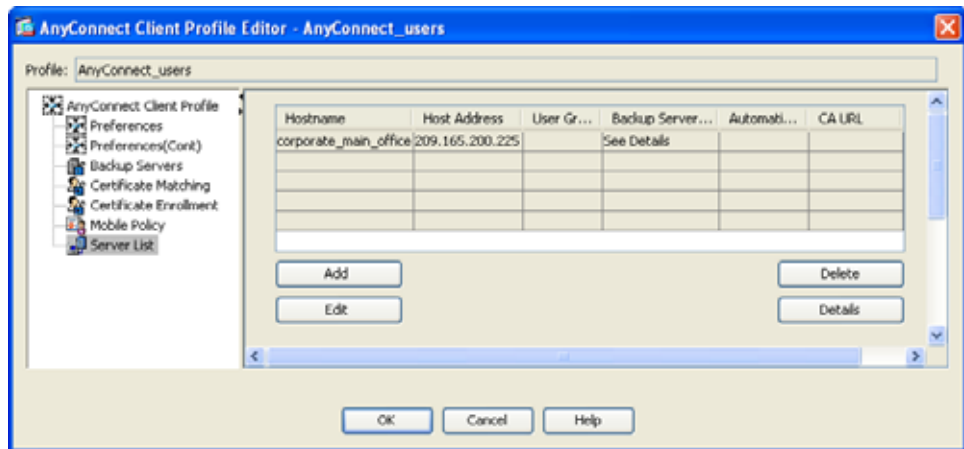 AnyConnect Client Profile Editor - AnyConnect_users
Profile: AnyConnect_users
AnyConnect Client Profile
Preferences
Preferences(Cont)
Backup Servers
Certificate Matching
Certificate Enrollment
Mobile Policy
Server List
Hostname Host Address User Gr... Backup Server... Automati... CA URL
corporate_main_office 209.165.200.225 See Details
Add Delete
Edit Details
OK Cancel Help